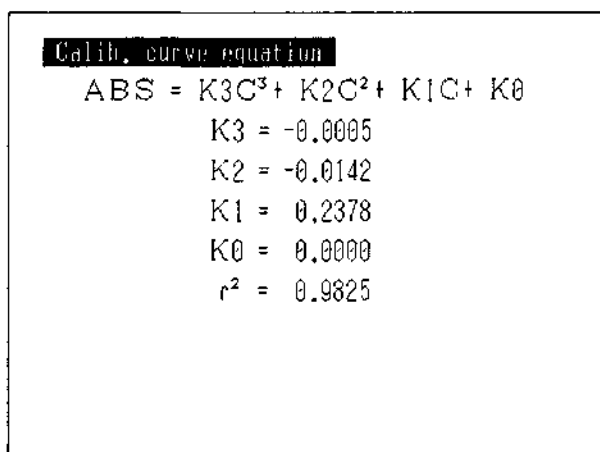 Calib. curve equation
ABS = K3C³+ K2C²+ K1C+ K0
K3 = -0.0005
K2 = -0.0142
K1 = 0.2378
K0 = 0.0000
r² = 0.9825